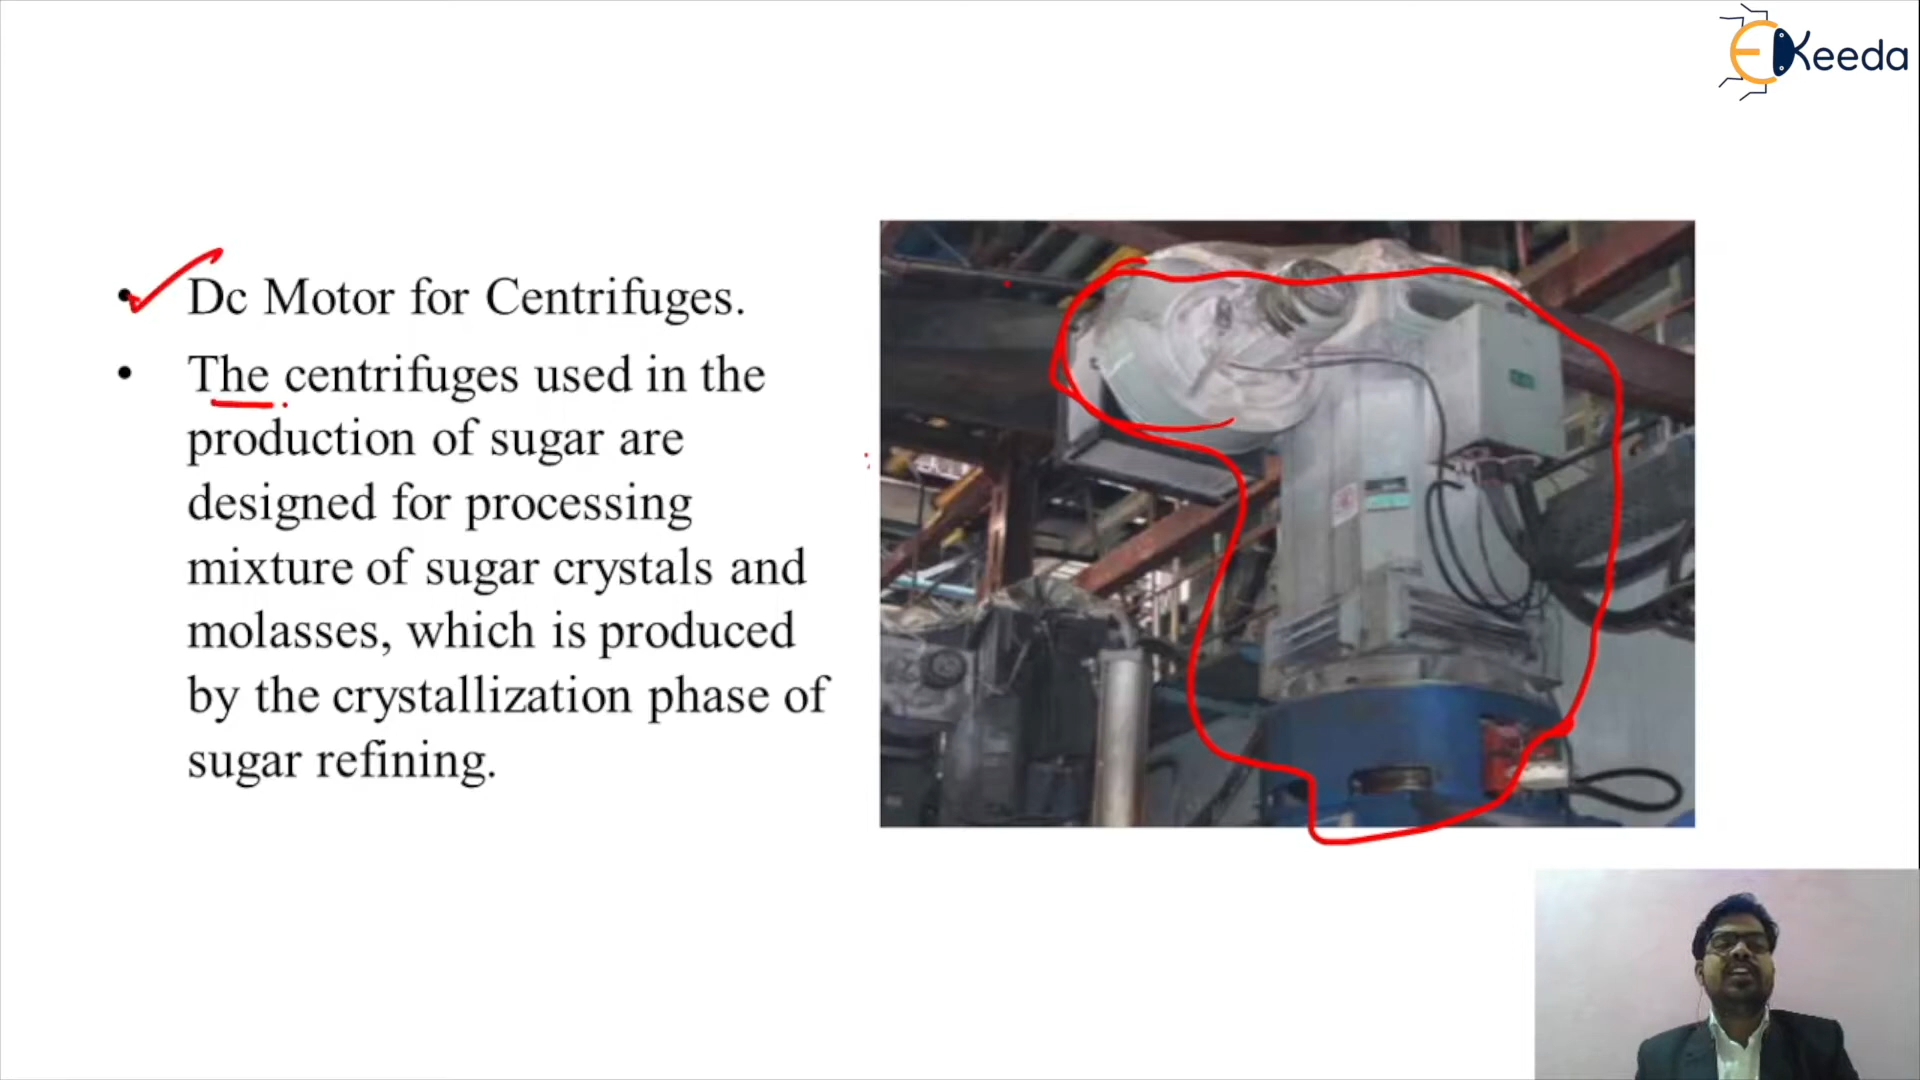 EKeeda
• Dc Motor for Centrifuges.
• The centrifuges used in the
production of sugar are
designed for processing
mixture of sugar crystals and
molasses, which is produced
by the crystallization phase of
sugar refining.